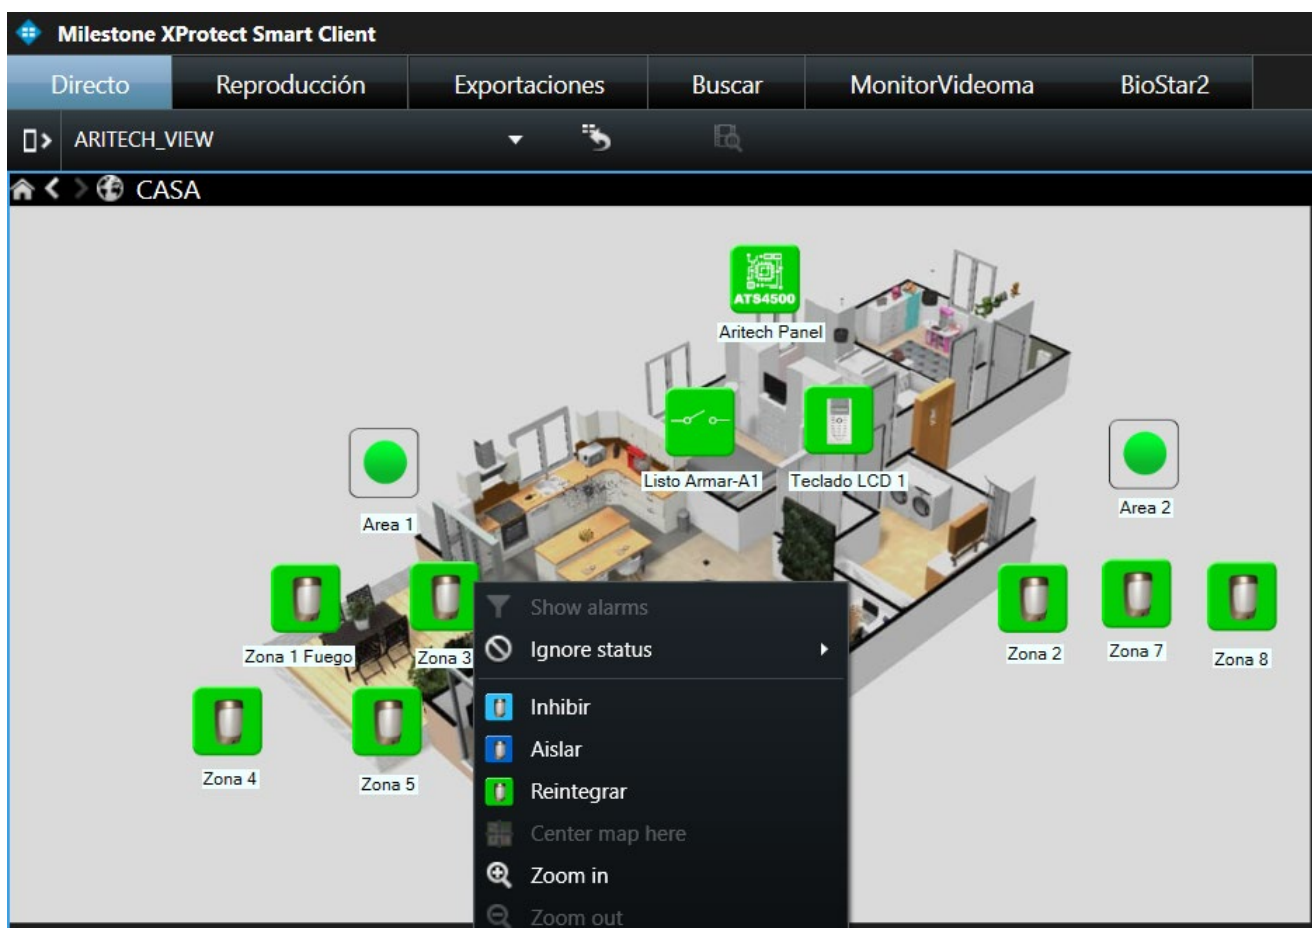 Milestone XProtect Smart Client
Directo Reproducción Exportaciones Buscar MonitorVideoma BioStar2
ARITECH_VIEW
CASA
ATS4500
Aritech Panel
Listo Armar-A1 Teclado LCD 1
Area 1 Area 2
Zona 1 Fuego Zona 3 Zona 2 Zona 7 Zona 8
Zona 4 Zona 5
Show alarms
Ignore status
Inhibir
Aislar
Reintegrar
Center map here
Zoom in
Zoom out